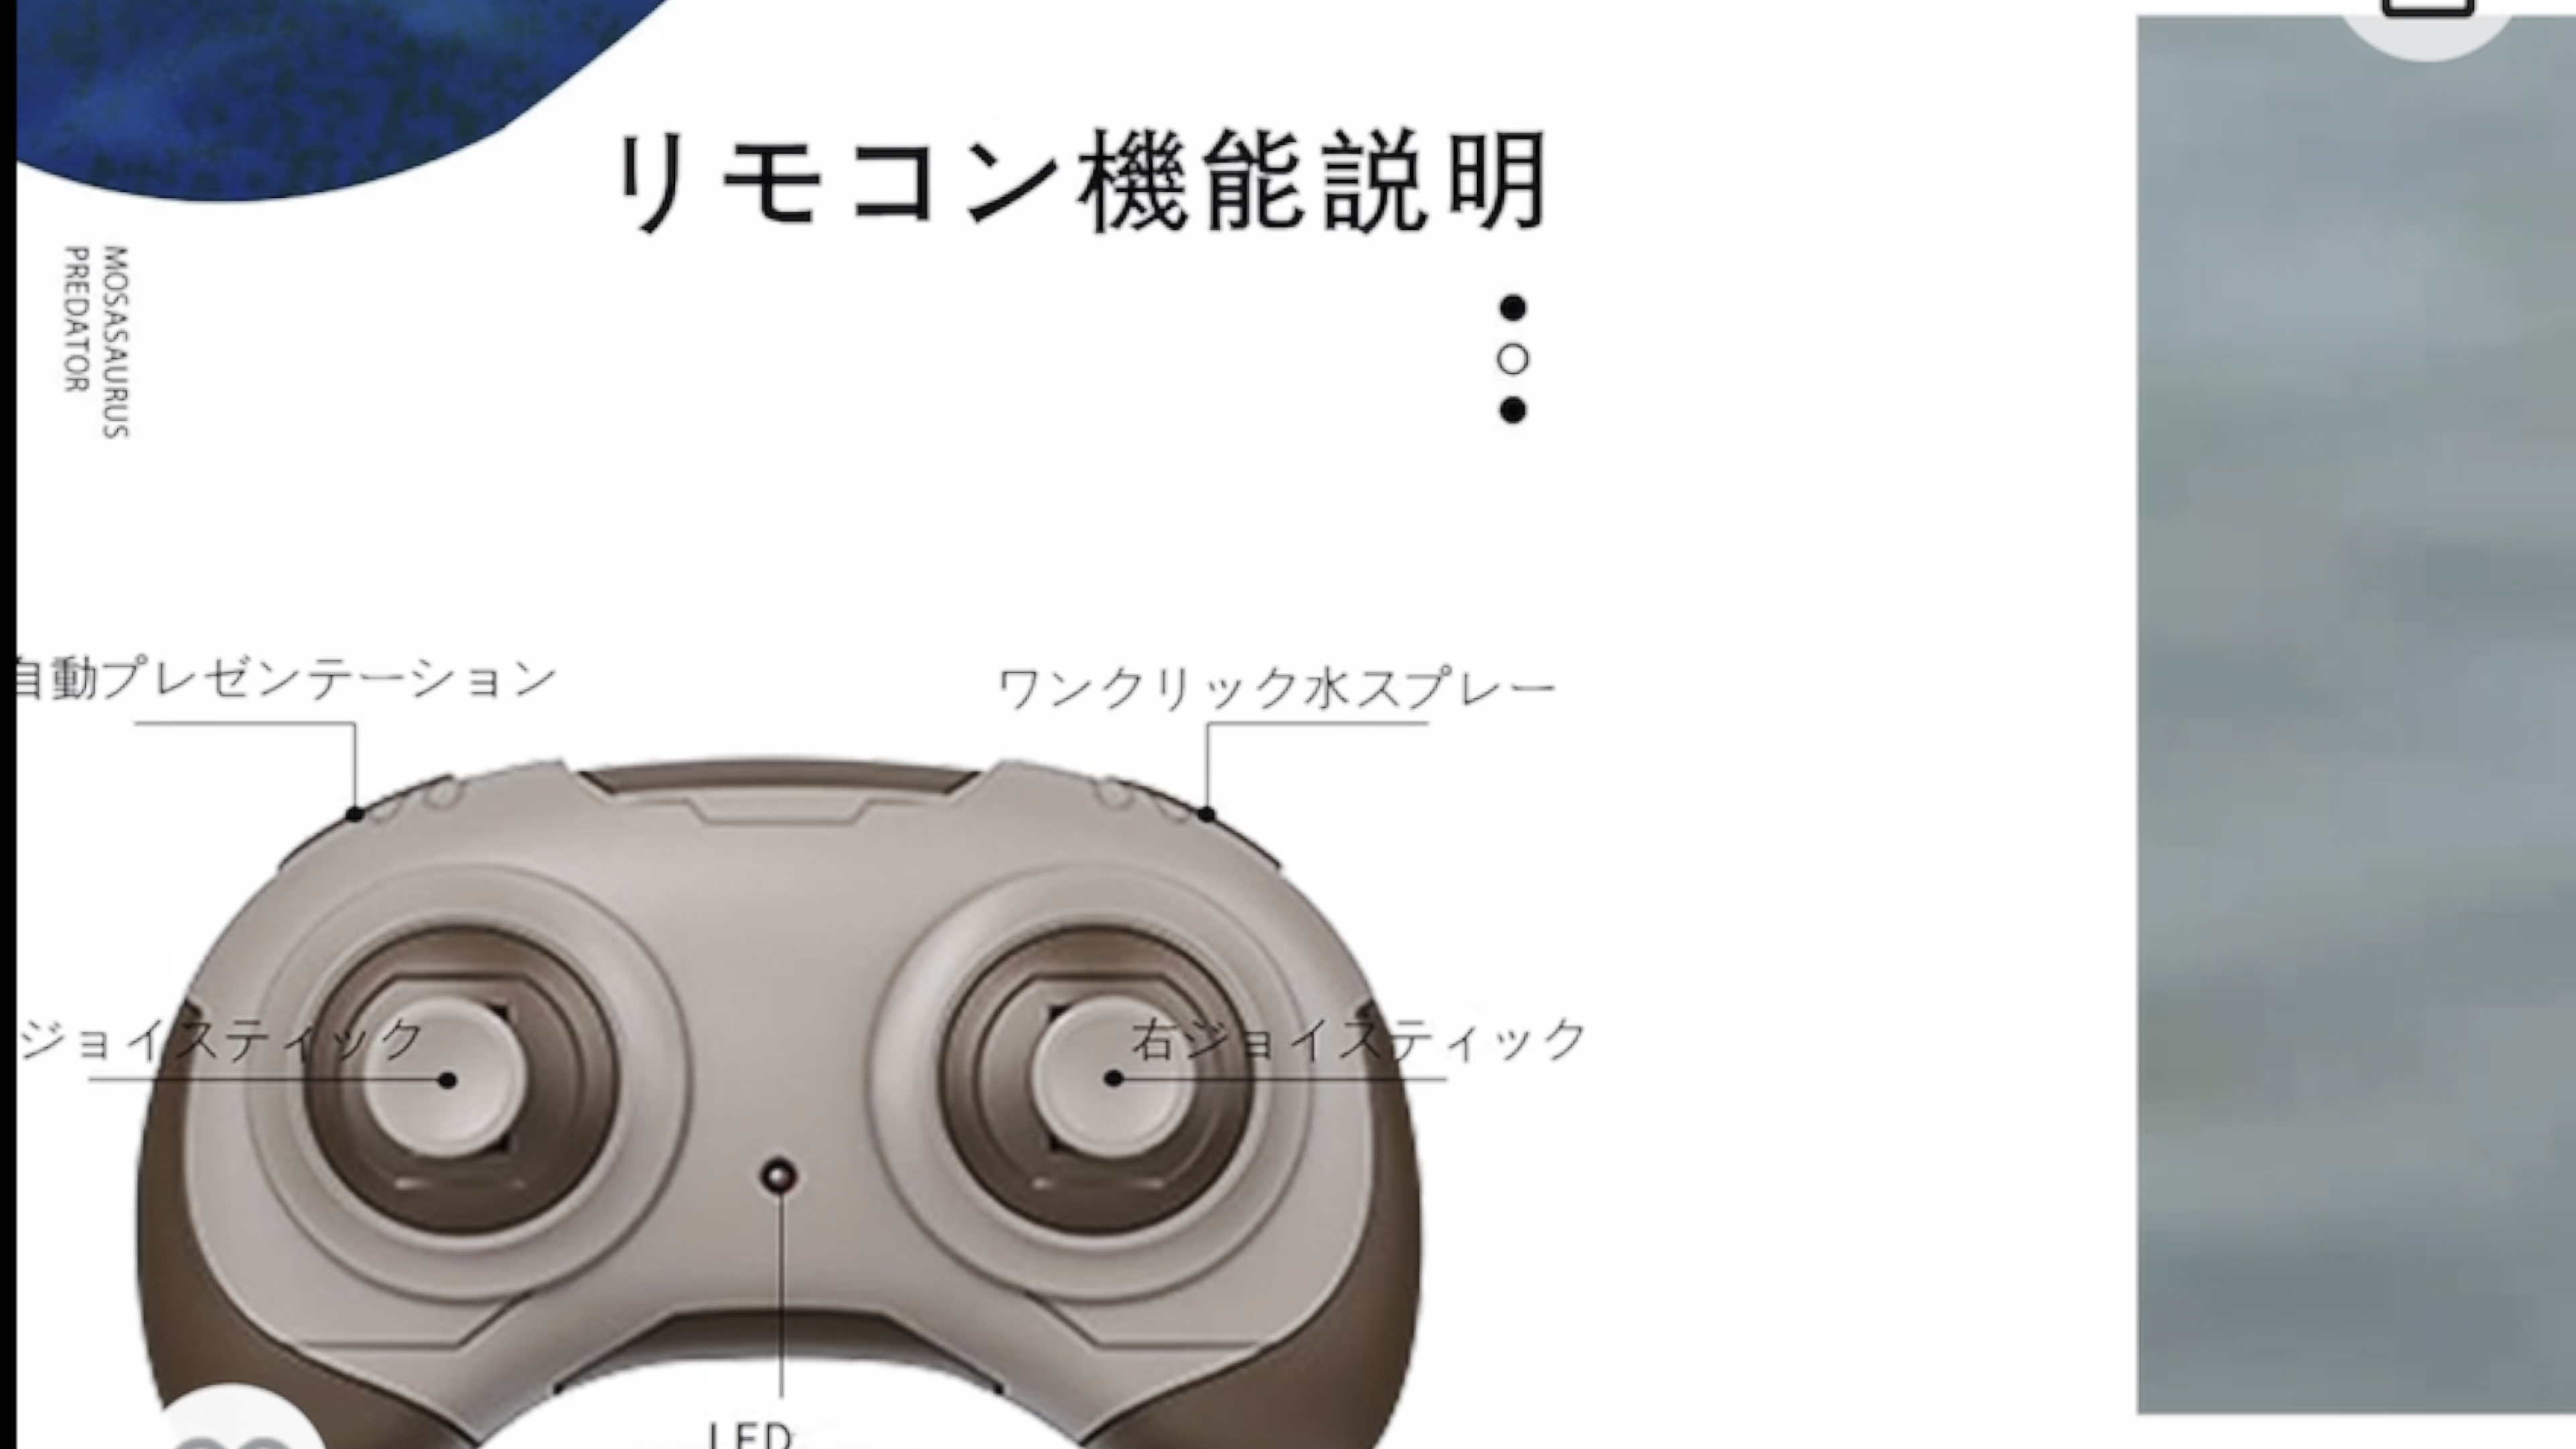 リモコン機能説明
MOSASAURUS
PREDATOR
自動プレゼンテーション
ワンクリック水スプレー
ジョイスティック
右ジョイスティック
LED